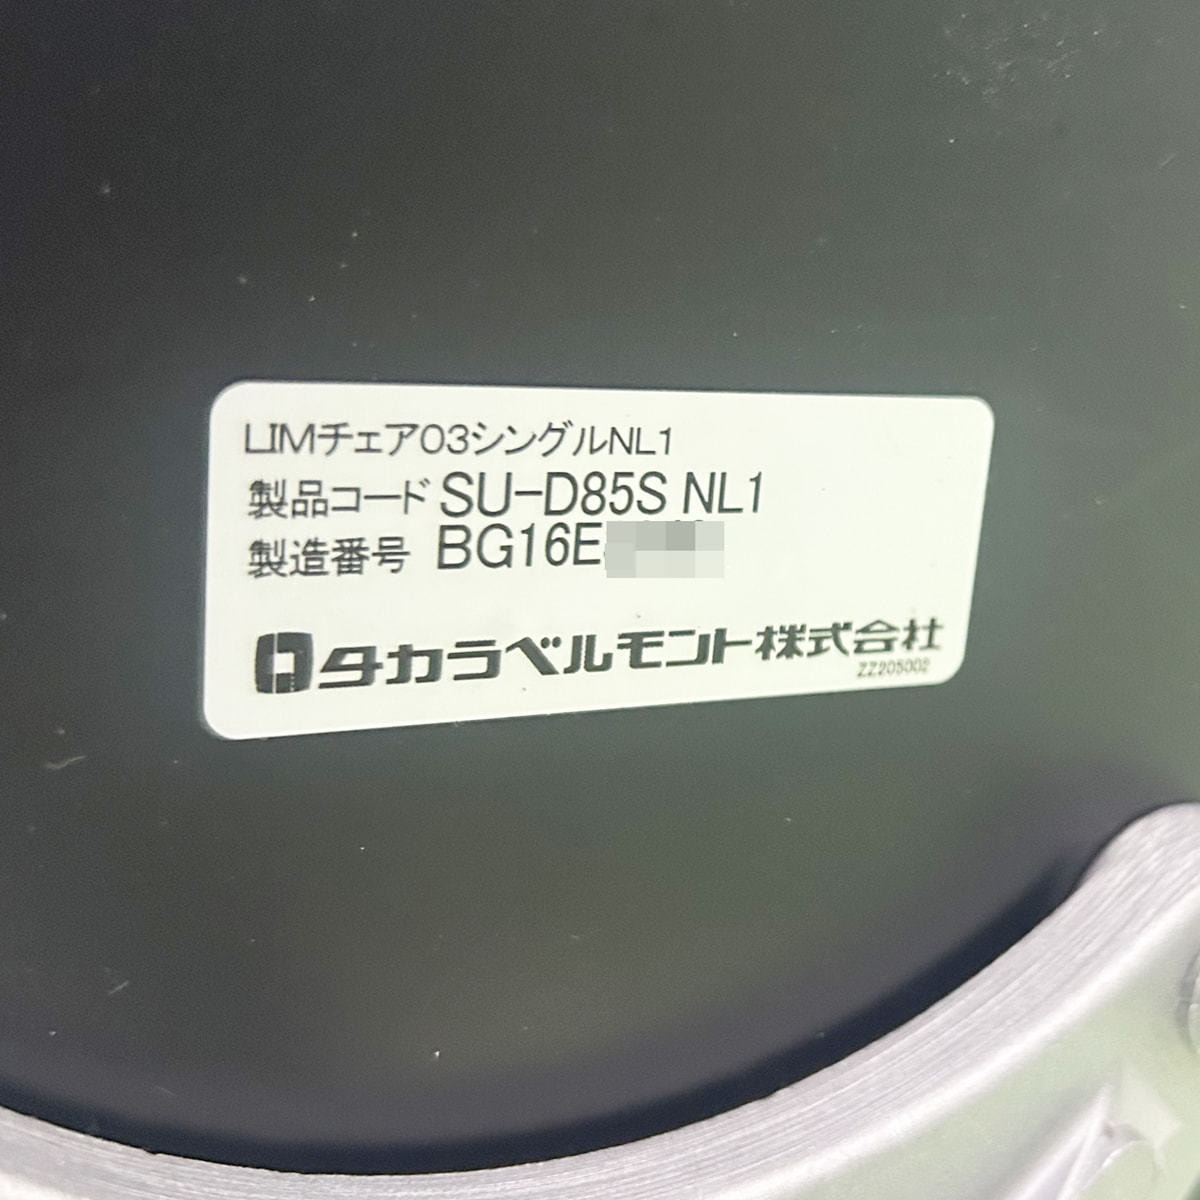 LIMチェア03シングルNL1
製品コード SU-D85S NL1
製造番号 BG16E
タカラベルモント株式会社
ZZ205002